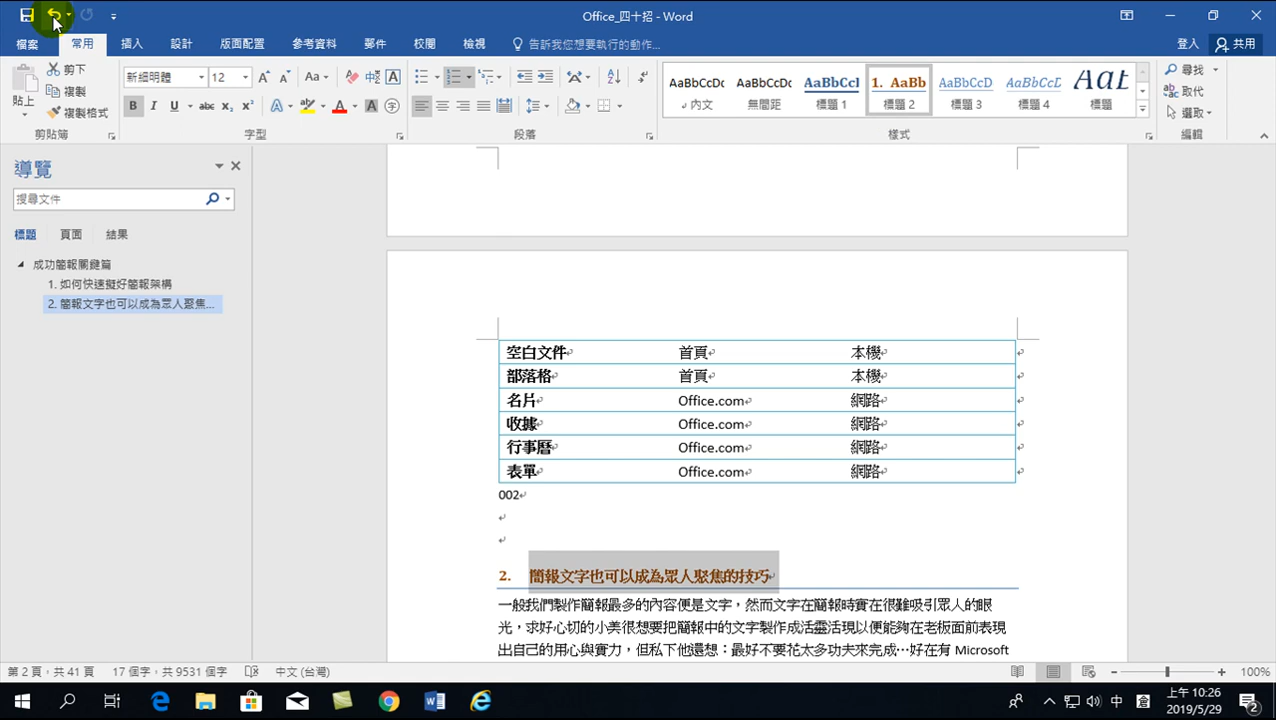 Office_四十招 - Word
檔案 常用 插入 設計 版面配置 參考資料 郵件 校閱 檢視 告訴我您想要執行的動作... 登入 共用
貼上 剪下 複製 複製格式
新細明體 12
AaBbCcDc AaBbCcDc AaBbCcI 1. AaBb AaBbCcD AaBbCcD AaI
內文 無間距 標題 1 標題 2 標題 3 標題 4 標題
尋找 取代 選取
剪貼簿 字型 段落 樣式 編輯
導覽
搜尋文件
標題 頁面 結果
成功簡報關鍵篇
1. 如何快速擬好簡報架構
2. 簡報文字也可以成為眾人聚焦...
空白文件 首頁 本機
部落格 首頁 本機
名片 Office.com 網路
收據 Office.com 網路
行事曆 Office.com 網路
表單 Office.com 網路
002
2. 簡報文字也可以成為眾人聚焦的技巧
一般我們製作簡報最多的內容便是文字，然而文字在簡報時實在很難吸引眾人的眼
光，求好心切的小美很想要把簡報中的文字製作成活靈活現以便能夠在老板面前表現
出自己的用心與實力，但私下他還想：最好不要花太多功夫來完成…好在有 Microsoft
第 2 頁，共 41 頁 17 個字，共 9531 個字 中文 (台灣) 100%
中 倉 上午 10:26
2019/5/29 2